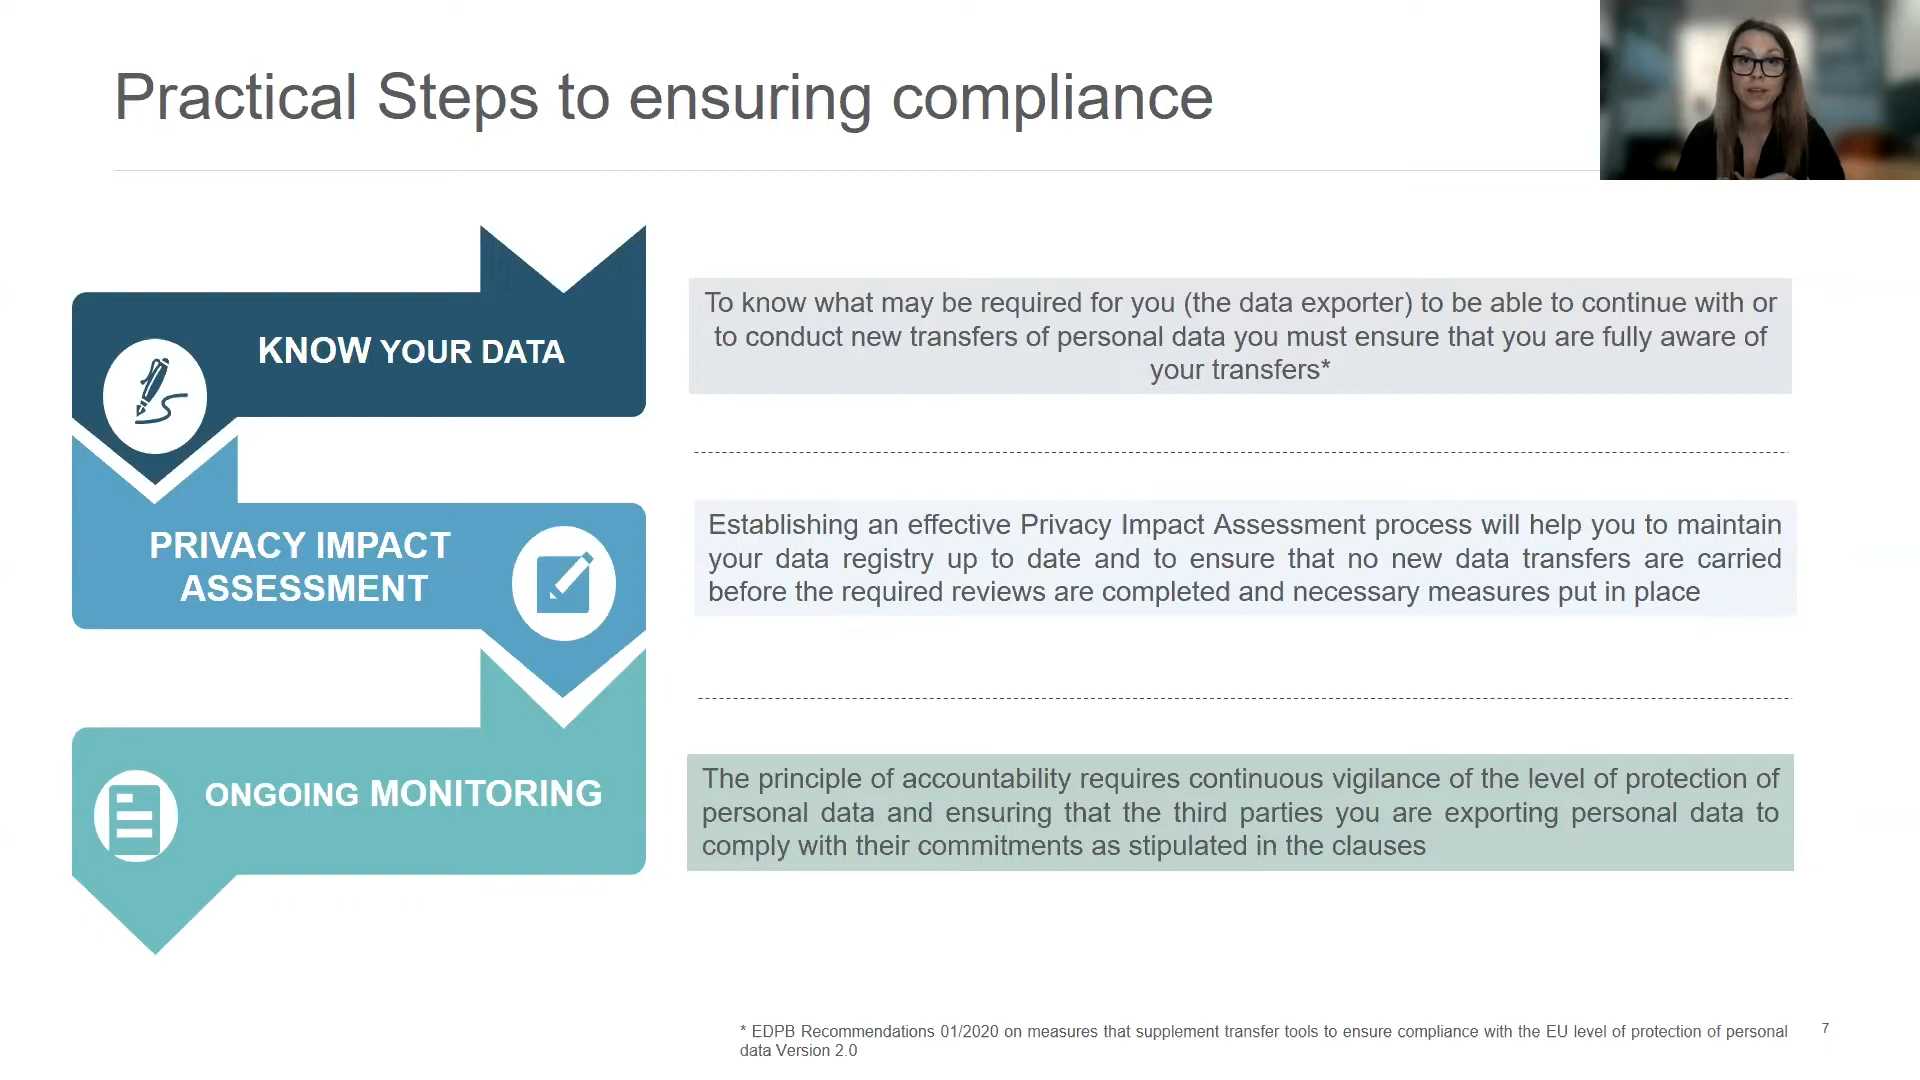 Practical Steps to ensuring compliance
KNOW YOUR DATA
To know what may be required for you (the data exporter) to be able to continue with or
to conduct new transfers of personal data you must ensure that you are fully aware of
your transfers*
PRIVACY IMPACT
ASSESSMENT
Establishing an effective Privacy Impact Assessment process will help you to maintain
your data registry up to date and to ensure that no new data transfers are carried
before the required reviews are completed and necessary measures put in place
ONGOING MONITORING
The principle of accountability requires continuous vigilance of the level of protection of
personal data and ensuring that the third parties you are exporting personal data to
comply with their commitments as stipulated in the clauses
* EDPB Recommendations 01/2020 on measures that supplement transfer tools to ensure compliance with the EU level of protection of personal
data Version 2.0
7